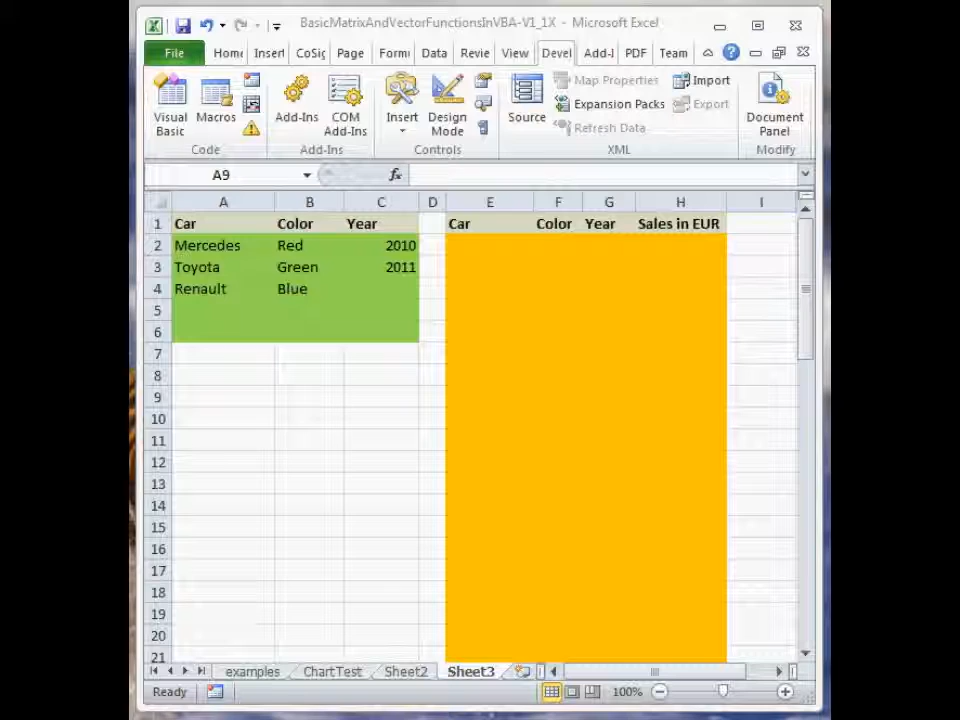 BasicMatrixAndVectorFunctionsInVBA-V1_1X - Microsoft Excel
File Home Insert CoSig Page Formu Data Revie View Devel Add-I PDF Team
Visual Basic
Macros
Code
Add-Ins
COM Add-Ins
Add-Ins
Insert
Design Mode
Controls
Source
Map Properties
Expansion Packs
Refresh Data
Import
Export
XML
Document Panel
Modify
A9 fx
A B C D E F G H I
1 Car Color Year Car Color Year Sales in EUR
2 Mercedes Red 2010
3 Toyota Green 2011
4 Renault Blue
5
6
7
8
9
10
11
12
13
14
15
16
17
18
19
20
21
examples ChartTest Sheet2 Sheet3
Ready 100%